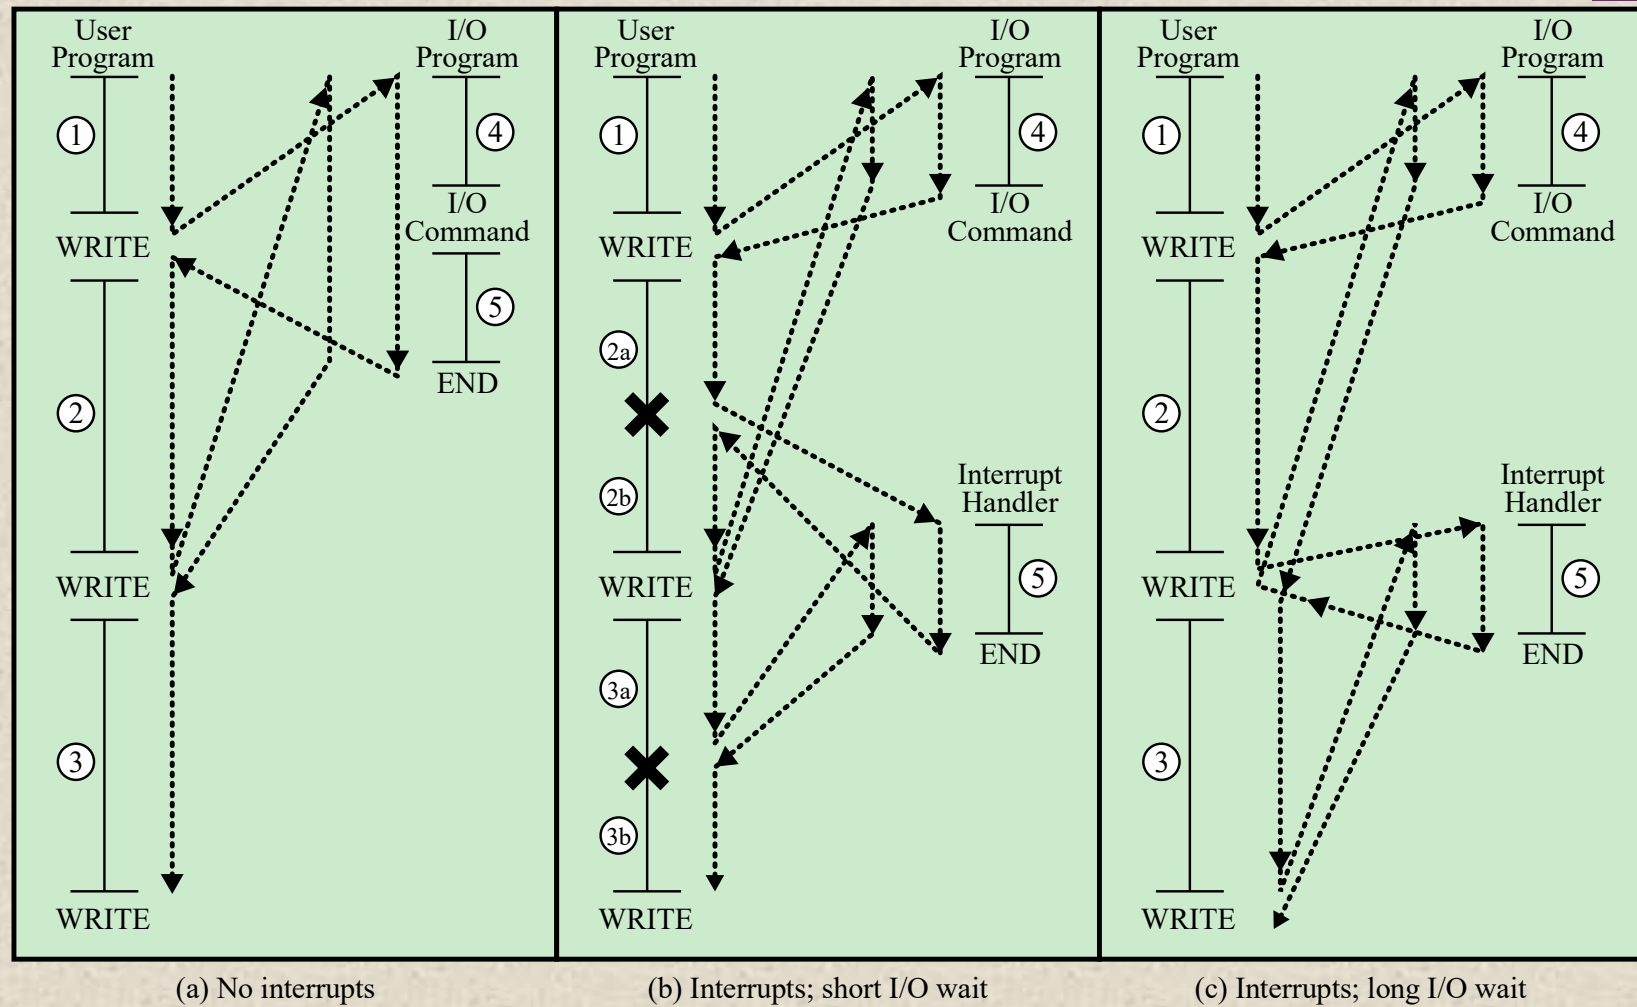 User
Program
I/O
Program
1
4
I/O
Command
WRITE
5
END
2
WRITE
3
WRITE
(a) No interrupts
User
Program
I/O
Program
1
4
I/O
Command
WRITE
2a
2b
Interrupt
Handler
5
END
WRITE
3a
3b
WRITE
(b) Interrupts; short I/O wait
User
Program
I/O
Program
1
4
I/O
Command
WRITE
2
Interrupt
Handler
5
END
WRITE
3
WRITE
(c) Interrupts; long I/O wait